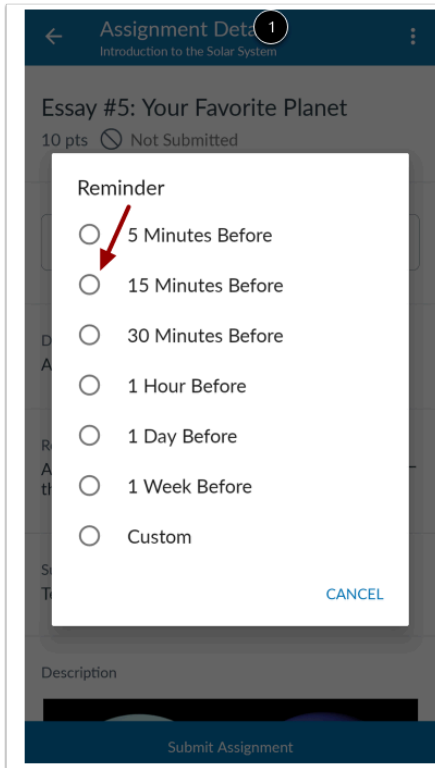 Assignment Deta
1
Introduction to the Solar System
Essay #5: Your Favorite Planet
10 pts Not Submitted
Reminder
5 Minutes Before
15 Minutes Before
30 Minutes Before
1 Hour Before
1 Day Before
1 Week Before
Custom
CANCEL
Description
Submit Assignment